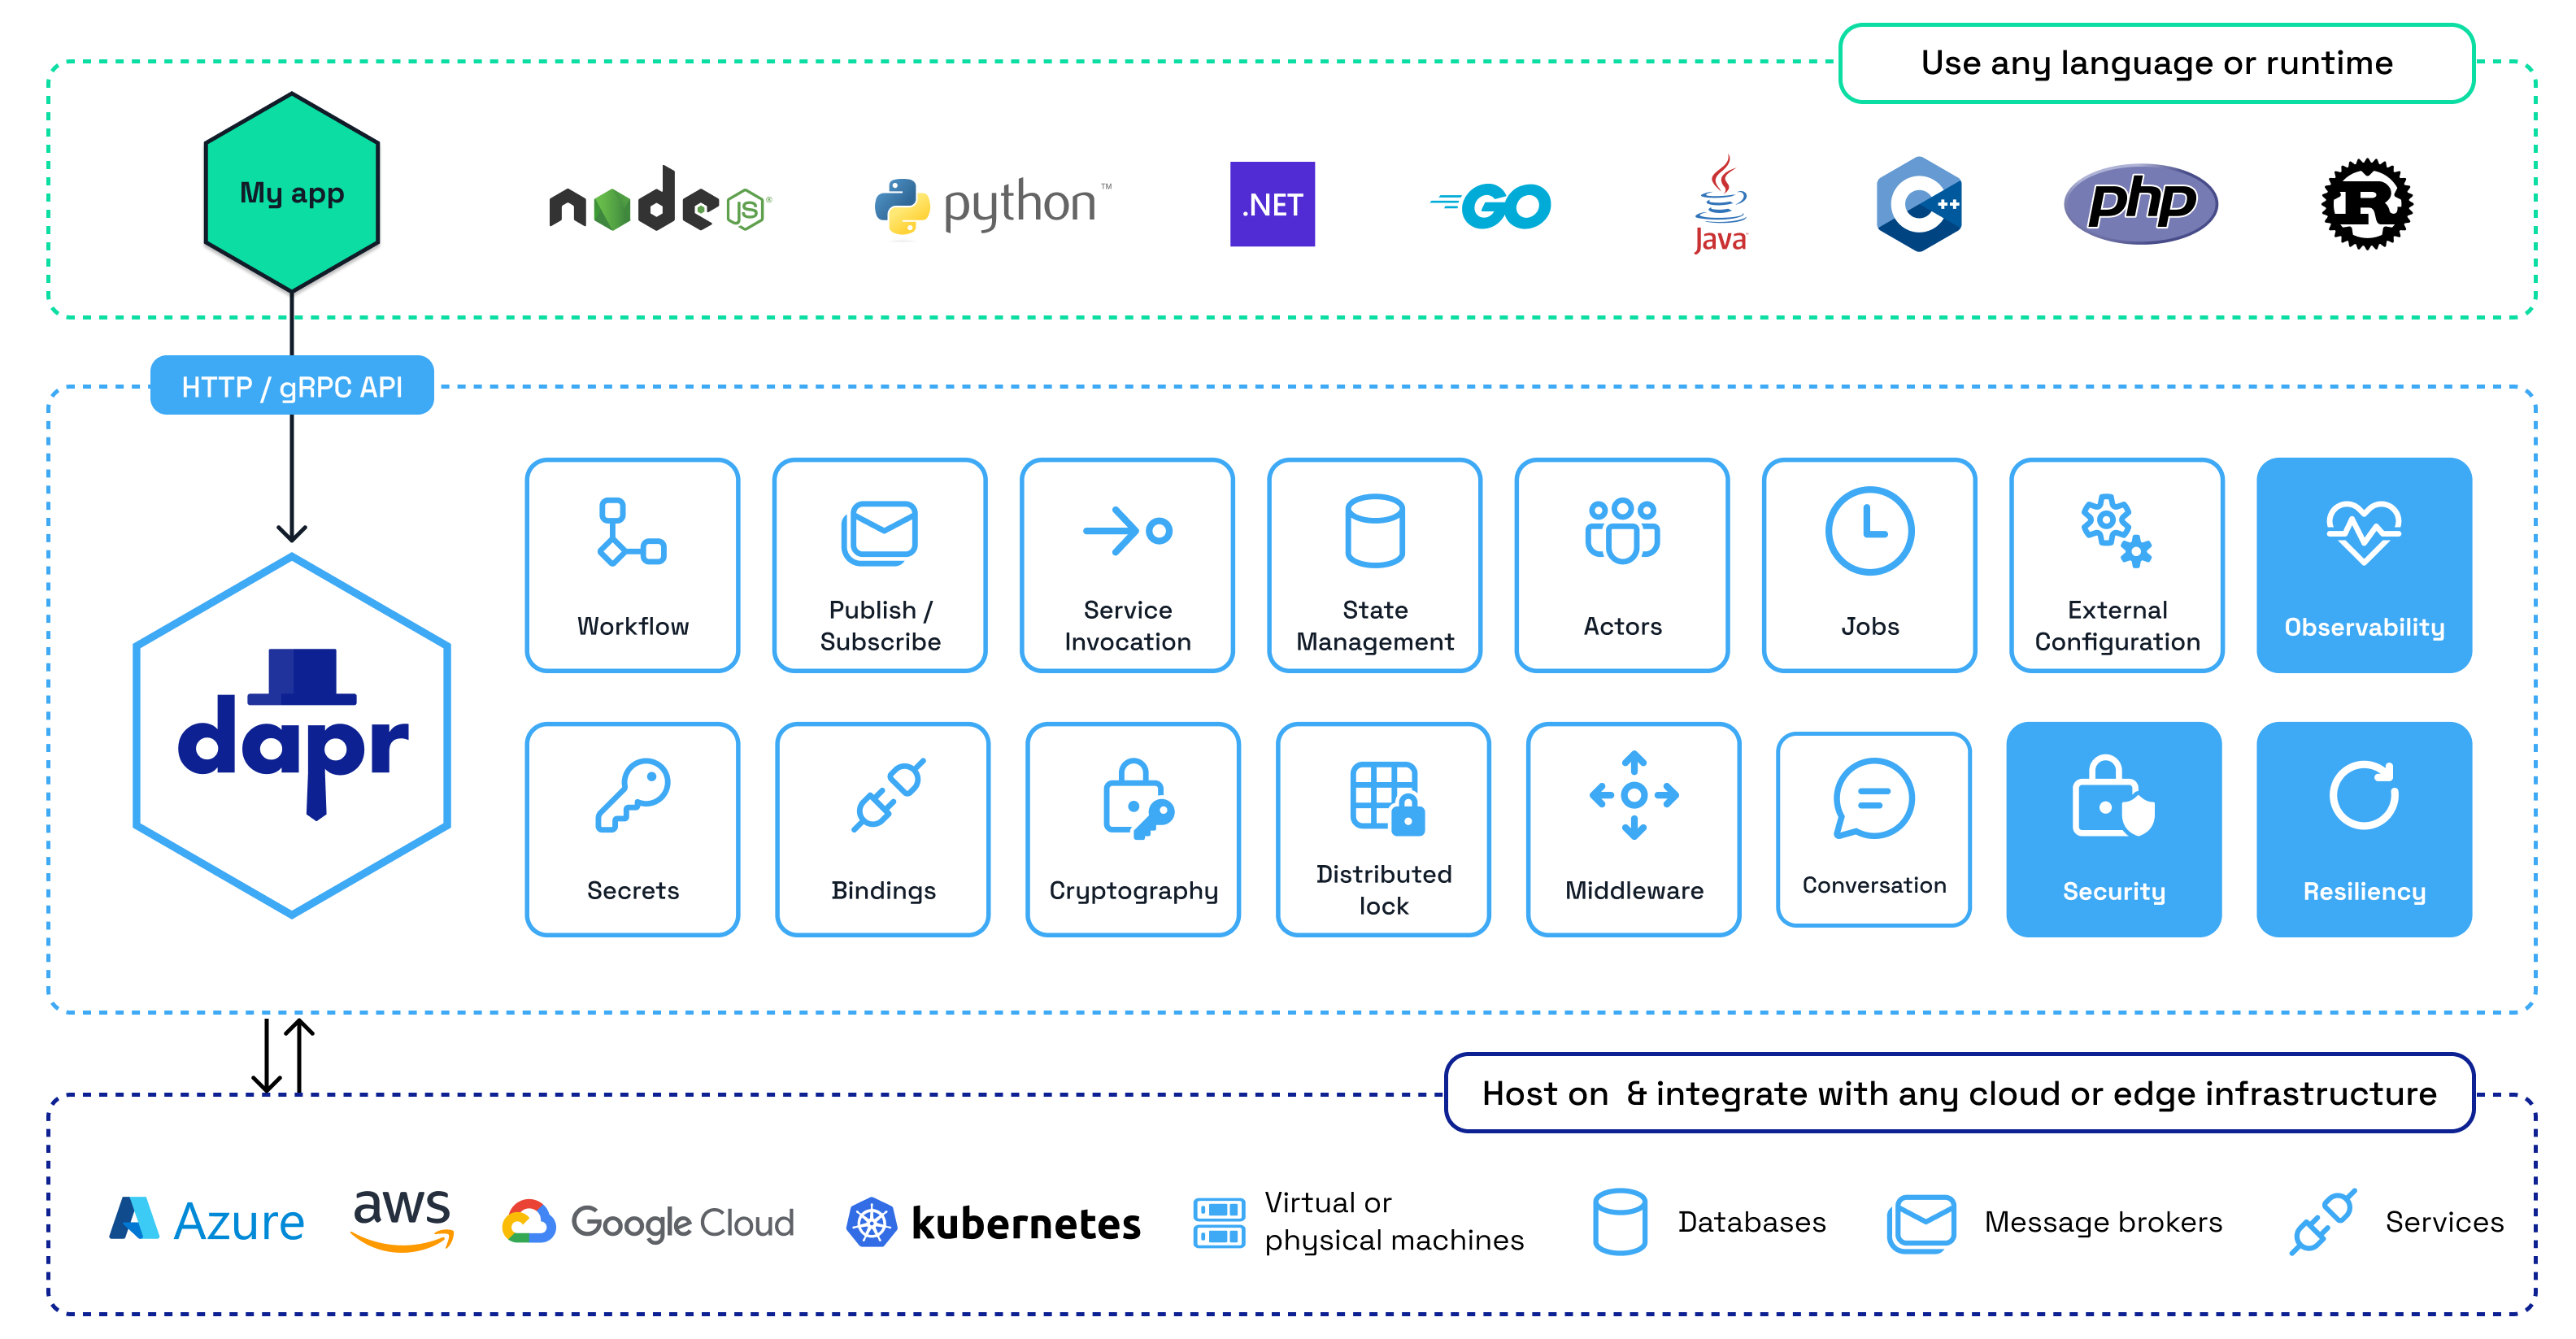 Use any language or runtime
My app
node JS ®
python ™
.NET
GO
Java
C++
php
R
HTTP / gRPC API
dapr
Workflow
Publish /
Subscribe
Service
Invocation
State
Management
Actors
Jobs
External
Configuration
Observability
Secrets
Bindings
Cryptography
Distributed
lock
Middleware
Conversation
Security
Resiliency
Host on & integrate with any cloud or edge infrastructure
Azure
aws
Google Cloud
kubernetes
Virtual or
physical machines
Databases
Message brokers
Services